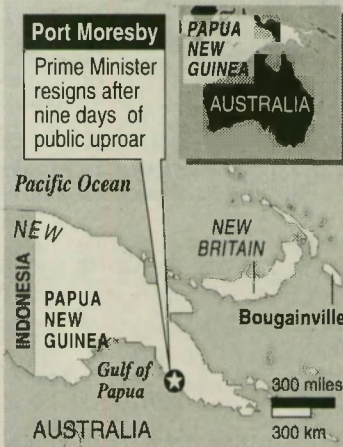 Port Moresby
Prime Minister
resigns after
nine days of
public uproar
PAPUA
NEW
GUINEA
AUSTRALIA
Pacific Ocean
NEW
NEW
BRITAIN
INDONESIA
PAPUA
NEW
GUINEA
Bougainville
Gulf of
Papua
300 miles
300 km
AUSTRALIA